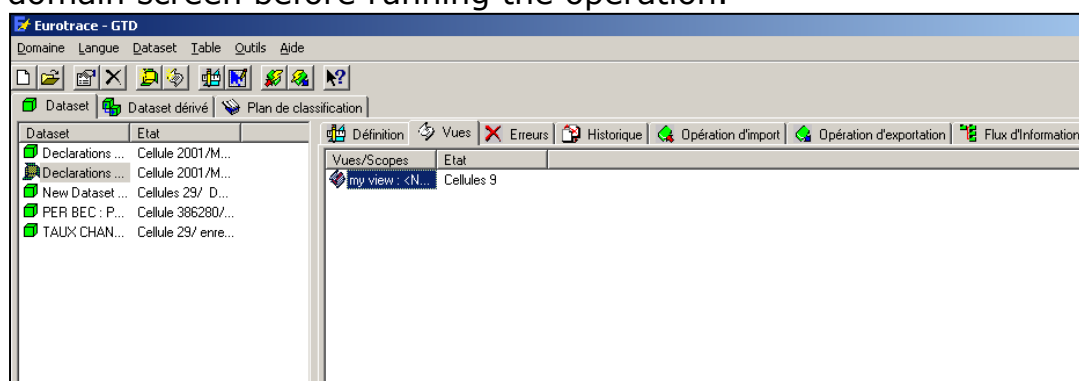 domain screen before running the operation.
Eurotrace - GTD
Domaine Langue Dataset Table Outils Aide
Dataset Dataset dérivé Plan de classification
Dataset Etat
Declarations ... Cellule 2001/M...
Declarations ... Cellule 2001/M...
New Dataset ... Cellules 29/ D...
PER BEC : P... Cellule 386280/...
TAUX CHAN... Cellule 29/ enre...
Définition Vues Erreurs Historique Opération d'import Opération d'exportation Flux d'Information
Vues/Scopes Etat
my view : <N... Cellules 9